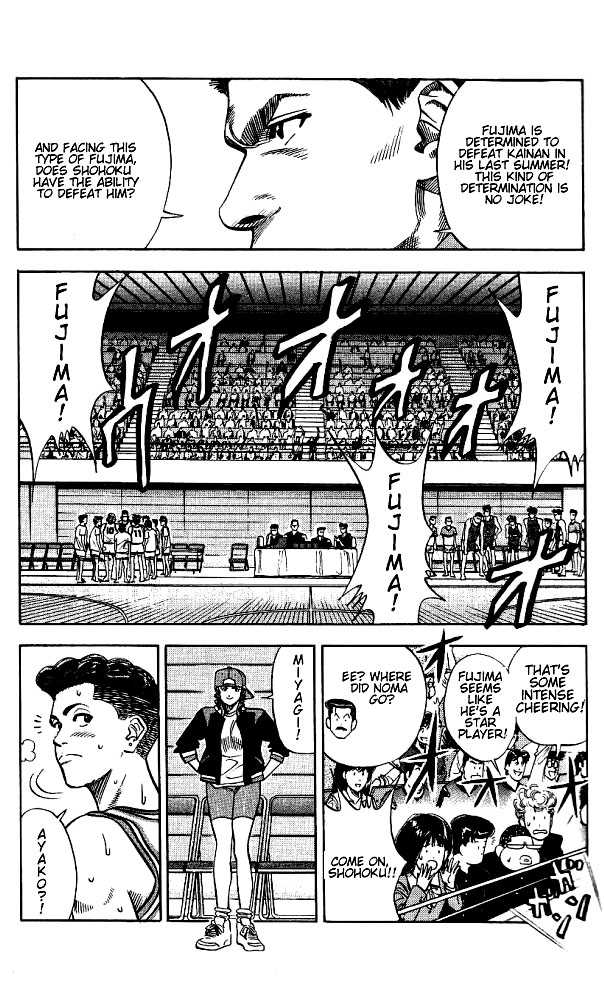 FUJIMA IS
DETERMINED TO
DEFEAT KAINAN IN
HIS LAST SUMMER!
THIS KIND OF
DETERMINATION IS
NO JOKE!
AND FACING THIS
TYPE OF FUJIMA,
DOES SHOHOKU
HAVE THE ABILITY
TO DEFEAT HIM?
FUJIMA!
オ
オ
オ
オ
オ
FUJIMA!
FUJIMA!
THAT'S
SOME
INTENSE
CHEERING!
FUJIMA
SEEMS
LIKE
HE'S A
STAR
PLAYER!
EE? WHERE
DID NOMA
GO?
COME ON,
SHOHOKU!!
MIYAGI!
AYAKO?!